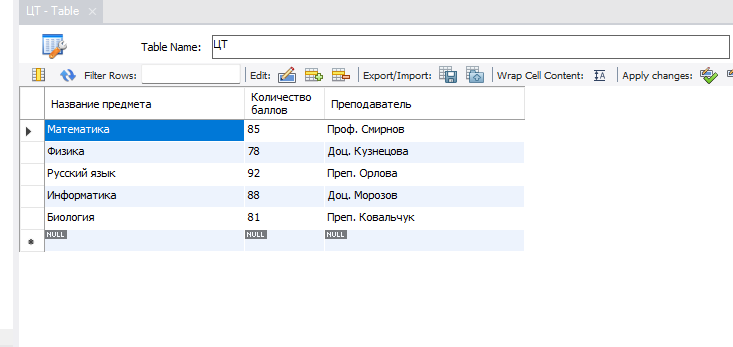 ЦТ - Table
Table Name: ЦТ
Filter Rows: Edit: Export/Import: Wrap Cell Content: Apply changes:
Название предмета Количество баллов Преподаватель
Математика 85 Проф. Смирнов
Физика 78 Доц. Кузнецова
Русский язык 92 Преп. Орлова
Информатика 88 Доц. Морозов
Биология 81 Преп. Ковальчук
NULL NULL NULL